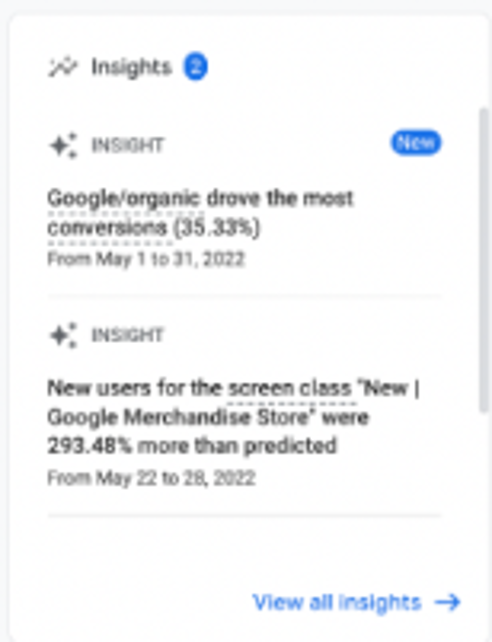 Insights 2
INSIGHT New
Google/organic drove the most
conversions (35.33%)
From May 1 to 31, 2022
INSIGHT
New users for the screen class "New |
Google Merchandise Store" were
293.48% more than predicted
From May 22 to 28, 2022
View all insights